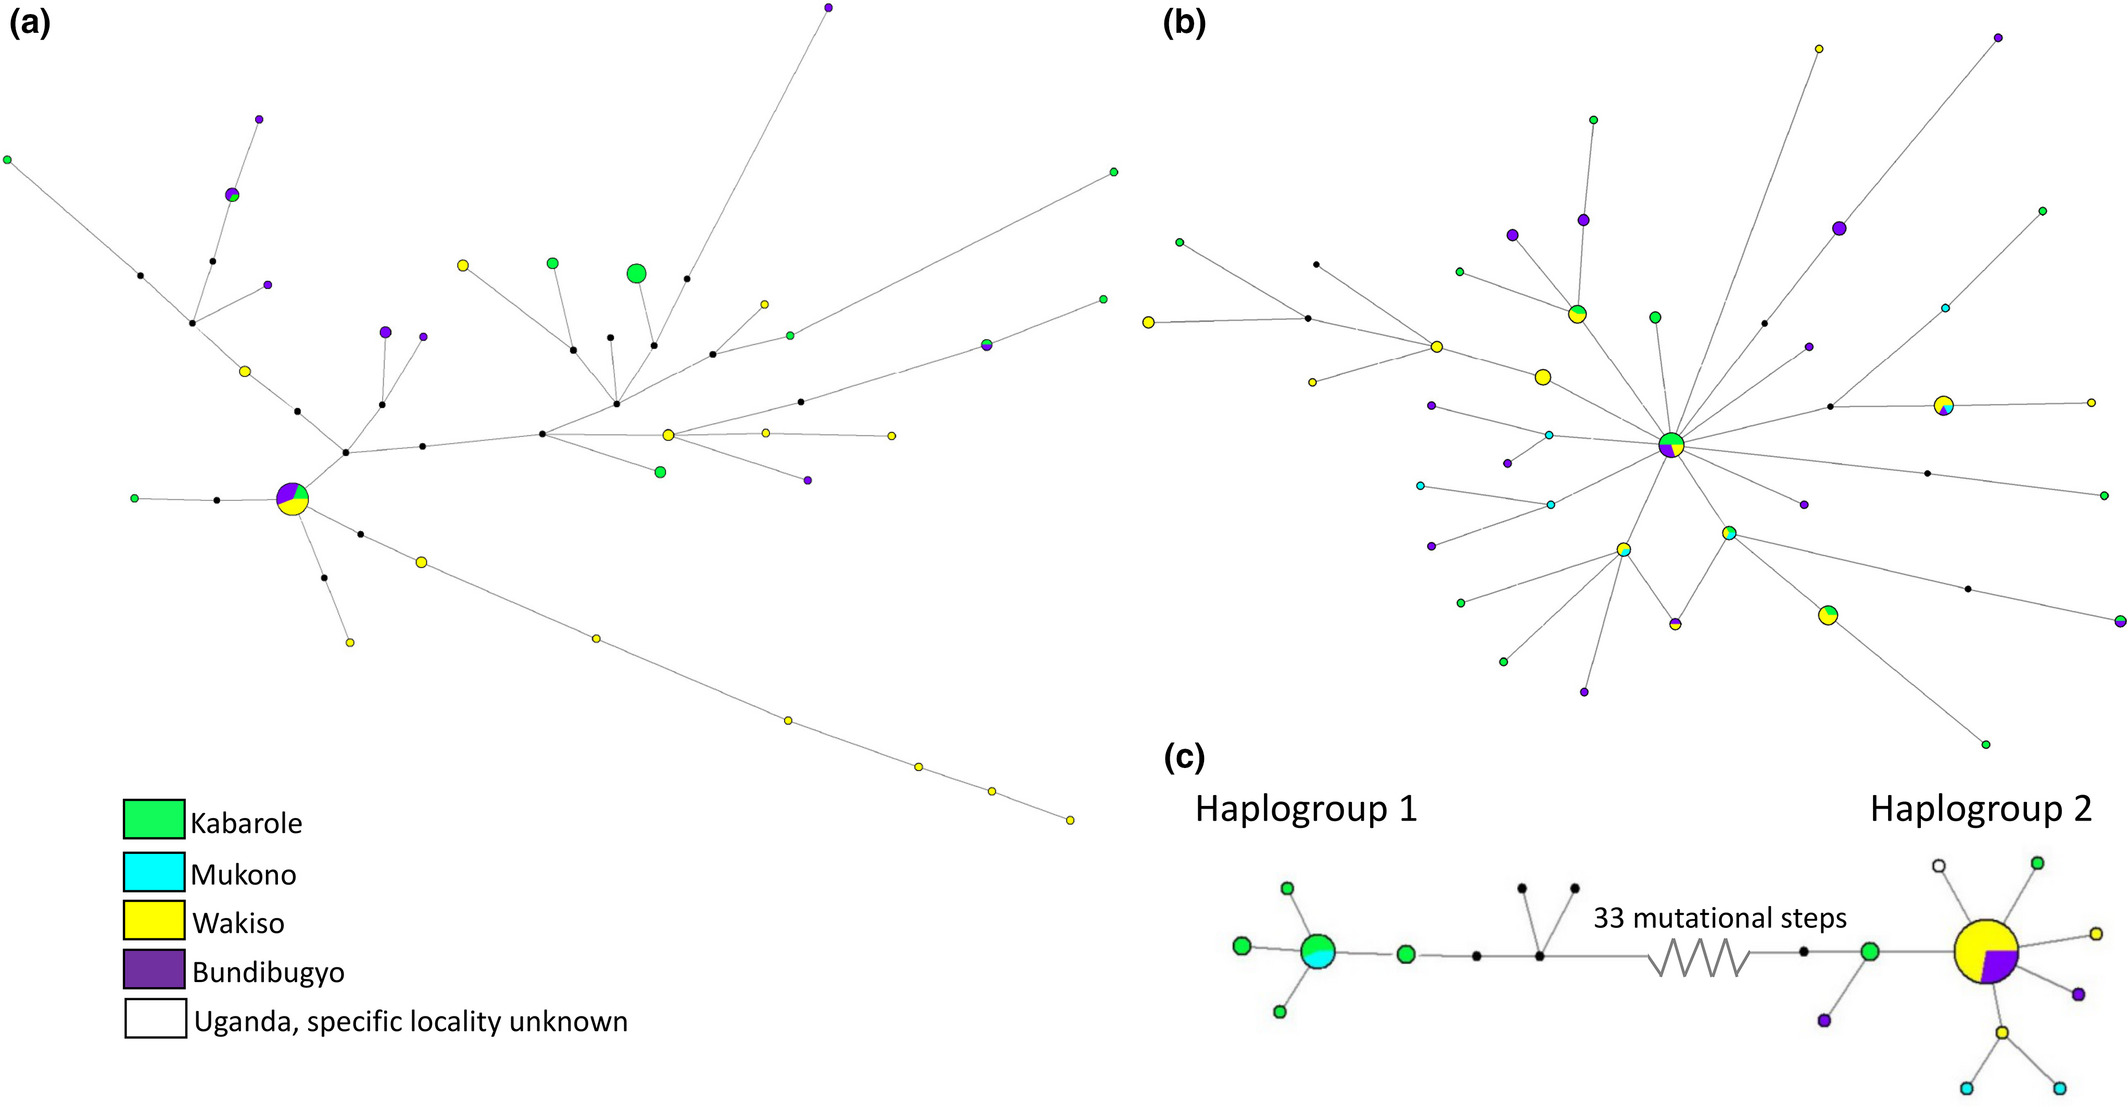 (a)
(b)
Kabarole
Mukono
Wakiso
Bundibugyo
Uganda, specific locality unknown
(c)
Haplogroup 1
Haplogroup 2
33 mutational steps